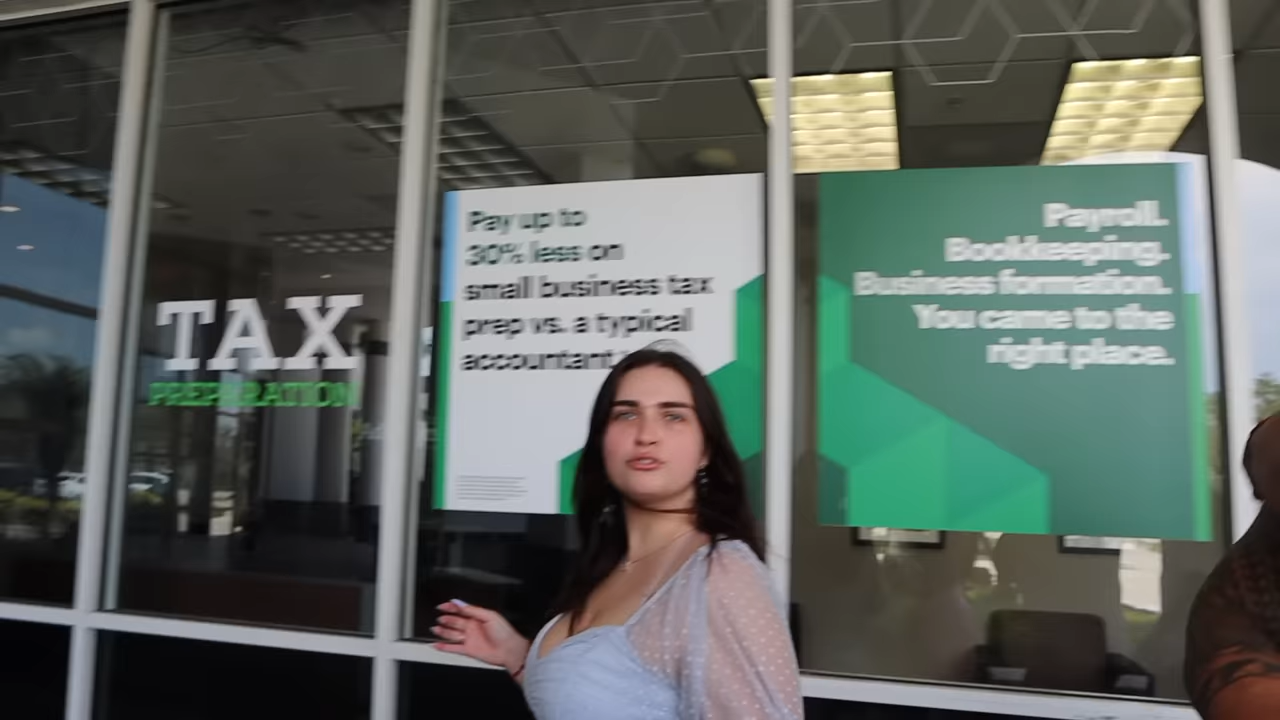 TAX
PREPARATION
Pay up to
30% less on
small business tax
prep vs. a typical
accountant
Payroll.
Bookkeeping.
Business formation.
You came to the
right place.